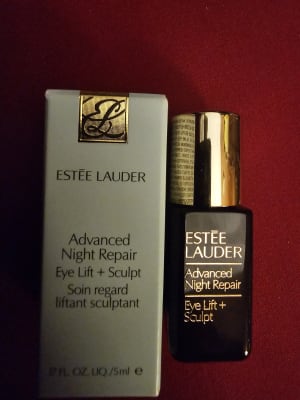 EL
ESTĒE LAUDER
Advanced
Night Repair
Eye Lift + Sculpt
Soin regard
liftant sculptant
.17 FL. OZ. LIQ./5ml e
ESTĒE
LAUDER
Advanced
Night Repair
Eye Lift +
Sculpt